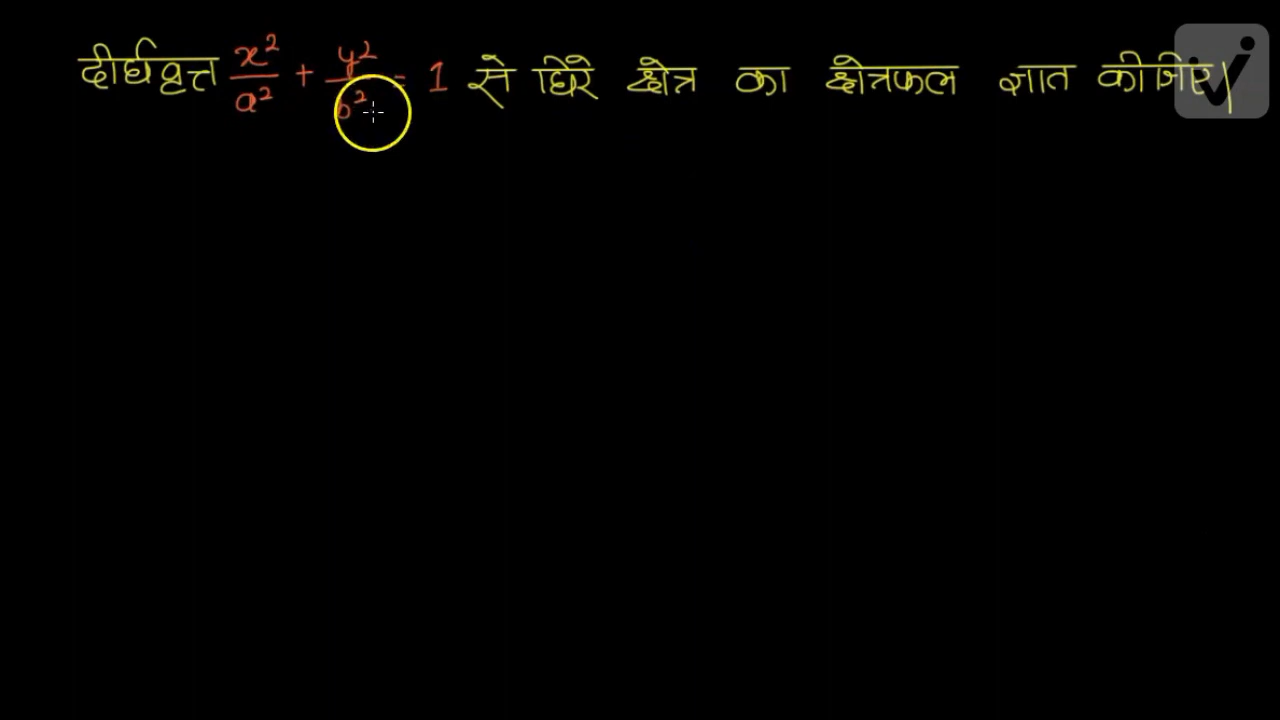 दीर्घवृत्त x²/a² + y²/b² = 1 से घिरे क्षेत्र का क्षेत्रफल ज्ञात कीजिए|